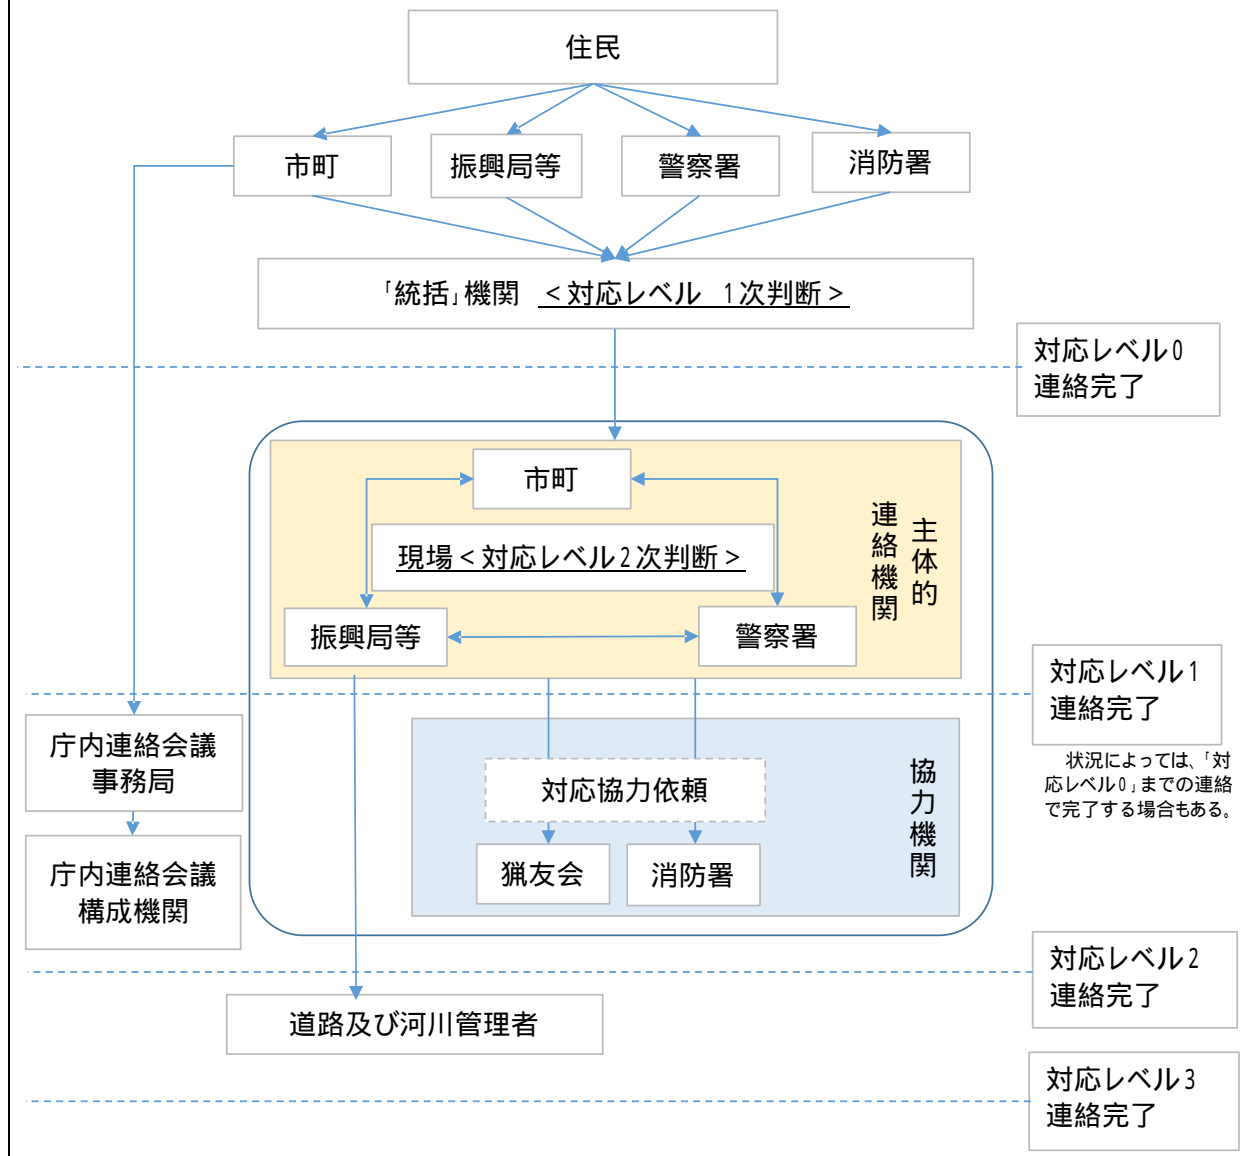 住民
市町
振興局等
警察署
消防署
｢統括｣機関　＜対応レベル　1次判断＞
対応レベル0
連絡完了
市町
現場＜対応レベル2次判断＞
振興局等
警察署
主体的
連絡機関
対応レベル1
連絡完了
状況によっては、｢対
応レベル0｣までの連絡
で完了する場合もある。
庁内連絡会議
事務局
庁内連絡会議
構成機関
対応協力依頼
猟友会
消防署
協力機関
対応レベル2
連絡完了
道路及び河川管理者
対応レベル3
連絡完了